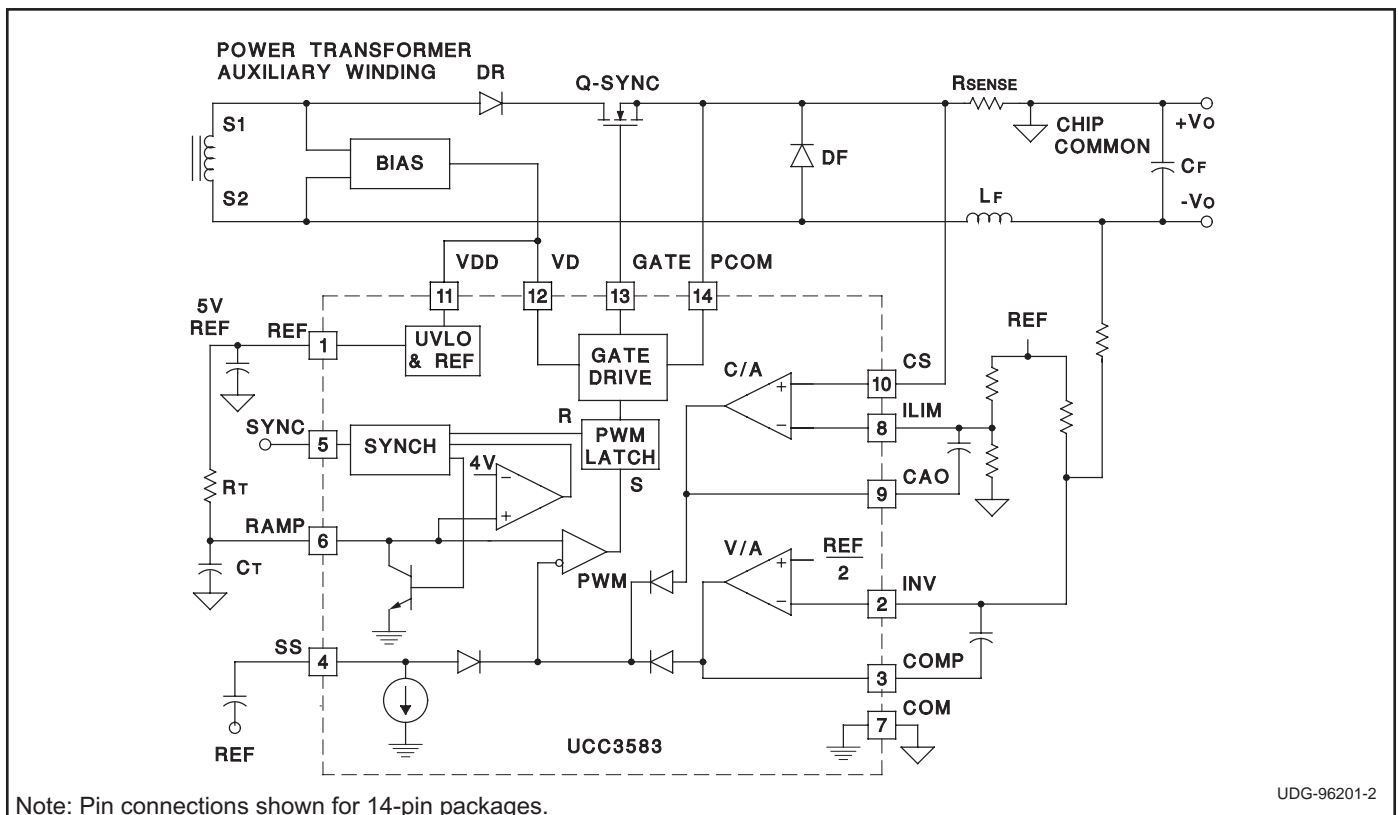 POWER TRANSFORMER
AUXILIARY WINDING
DR
Q-SYNC
RSENSE
+VO
CHIP
COMMON
S1
BIAS
DF
CF
S2
LF
-VO
VDD
VD
GATE
PCOM
11
12
13
14
5V
REF
REF
1
UVLO
& REF
GATE
DRIVE
C/A
+
−
10
CS
8
ILIM
REF
SYNC
5
SYNCH
R
PWM
LATCH
S
9
CAO
4V
−
+
RT
RAMP
6
CT
PWM
V/A
+
−
REF
2
2
INV
SS
4
3
COMP
7
COM
REF
UCC3583
Note: Pin connections shown for 14-pin packages.
UDG-96201-2